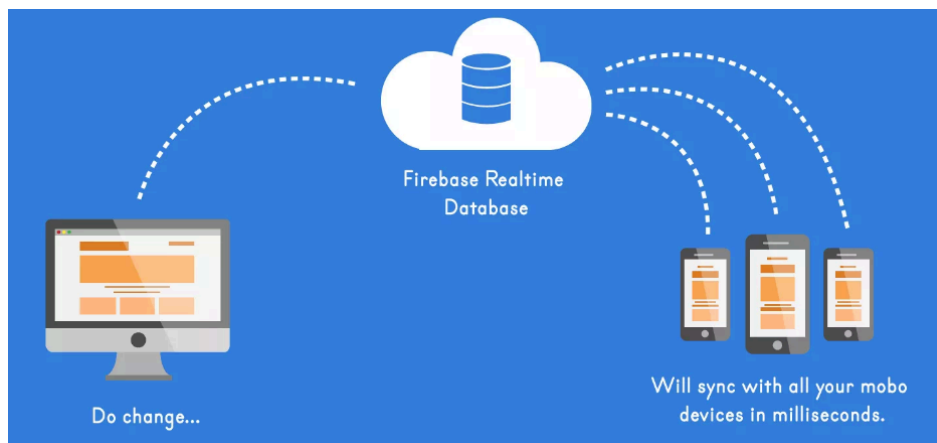 Firebase Realtime
Database
Do change...
Will sync with all your mobo
devices in milliseconds.